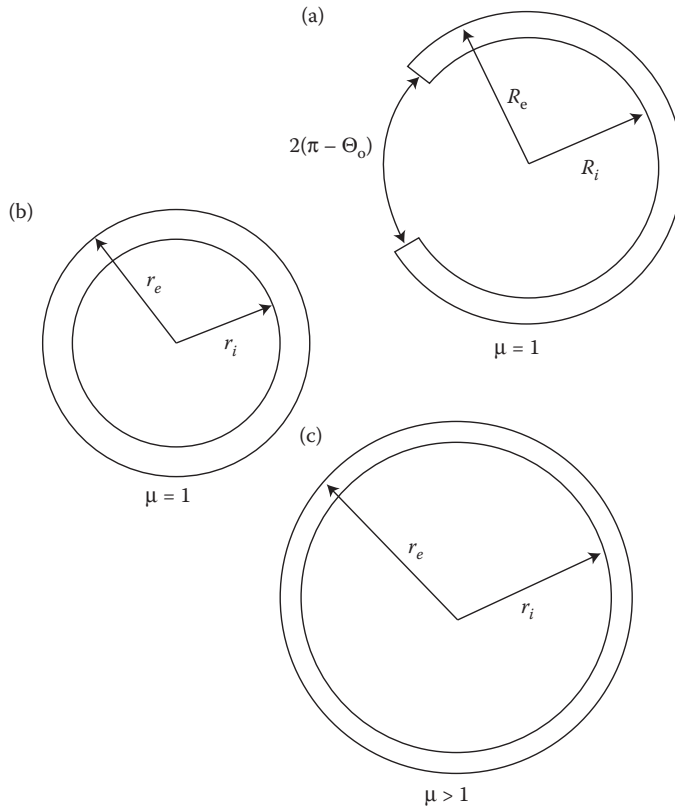 (a)
R_e
R_i
2(π – Θ_o)
μ = 1
(b)
r_e
r_i
μ = 1
(c)
r_e
r_i
μ > 1